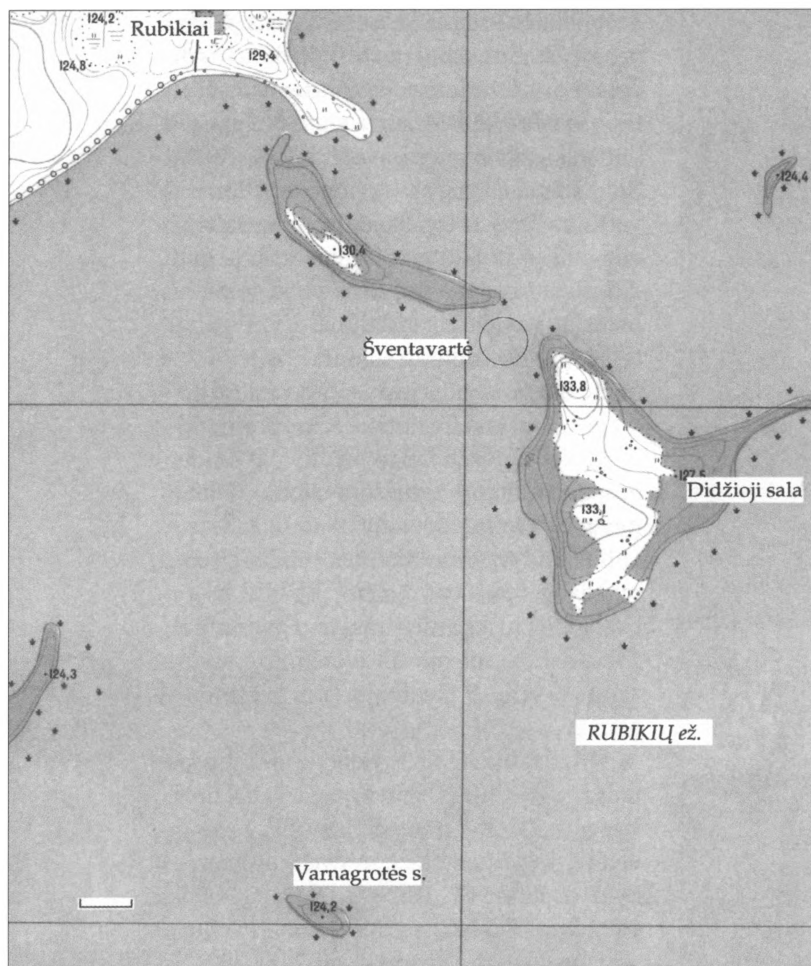 124,2
Rubikiai
124,8
129,4
124,4
130,4
Šventavartė
133,8
127,5
Didžioji sala
133,1
124,3
RUBIKIŲ ež.
Varnagrotės s.
124,2